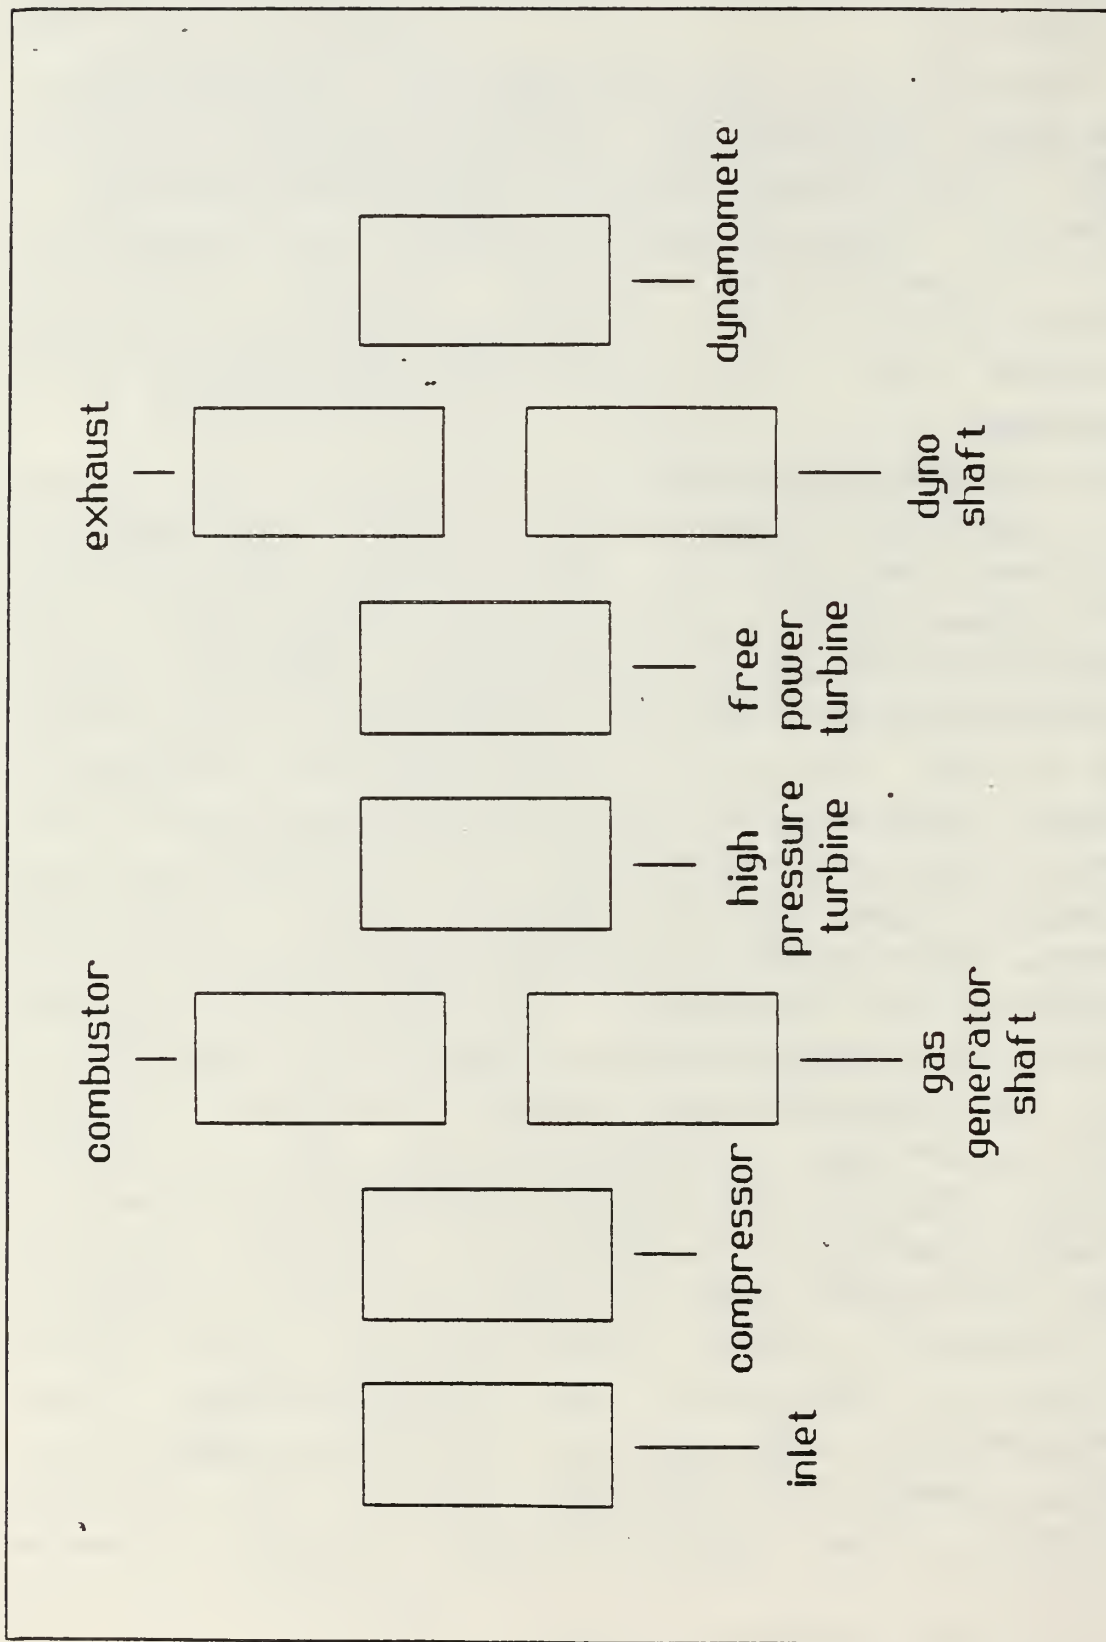 combustor
exhaust
inlet
compressor
gas
generator
shaft
high
pressure
turbine
free
power
turbine
dyno
shaft
dynamomete